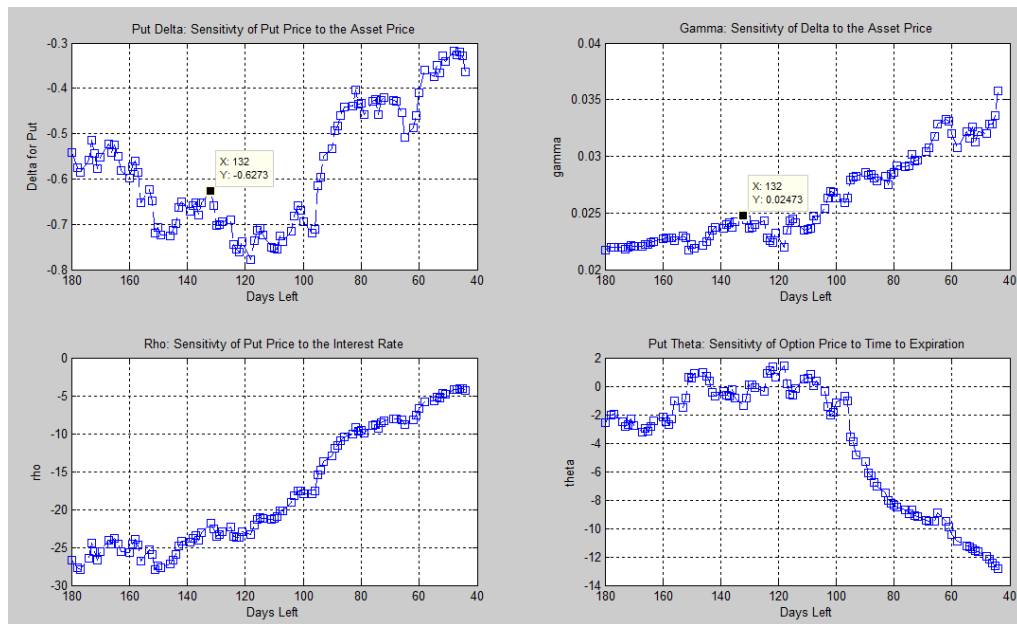 Put Delta: Sensitivty of Put Price to the Asset Price
-0.3
-0.4
-0.5
-0.6
-0.7
-0.8
Delta for Put
X: 132
Y: -0.6273
180 160 140 120 100 80 60 40
Days Left
Gamma: Sensitivty of Delta to the Asset Price
0.04
0.035
0.03
0.025
0.02
gamma
X: 132
Y: 0.02473
180 160 140 120 100 80 60 40
Days Left
Rho: Sensitivty of Put Price to the Interest Rate
0
-5
-10
-15
-20
-25
-30
rho
180 160 140 120 100 80 60 40
Days Left
Put Theta: Sensitivty of Option Price to Time to Expiration
2
0
-2
-4
-6
-8
-10
-12
-14
theta
180 160 140 120 100 80 60 40
Days Left